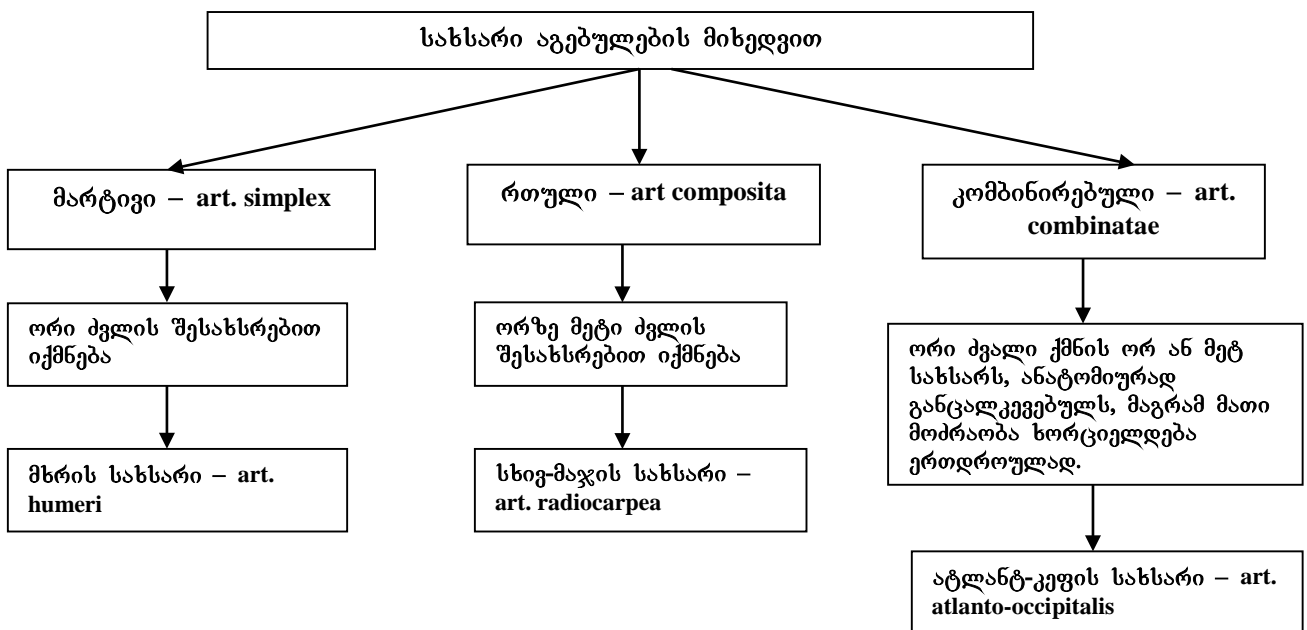 სახსარი აგებულების მიხედვით
მარტივი – art. simplex
რთული – art composita
კომბინირებული – art.
combinatae
ორი ძვლის შესახსრებით
იქმნება
ორზე მეტი ძვლის
შესახსრებით იქმნება
ორი ძვალი ქმნის ორ ან მეტ
სახსარს, ანატომიურად
განცალკევებულს, მაგრამ მათი
მოძრაობა ხორციელდება
ერთდროულად.
მხრის სახსარი – art.
humeri
სხივ-მაჯის სახსარი –
art. radiocarpea
ატლანტ-კეფის სახსარი – art.
atlanto-occipitalis